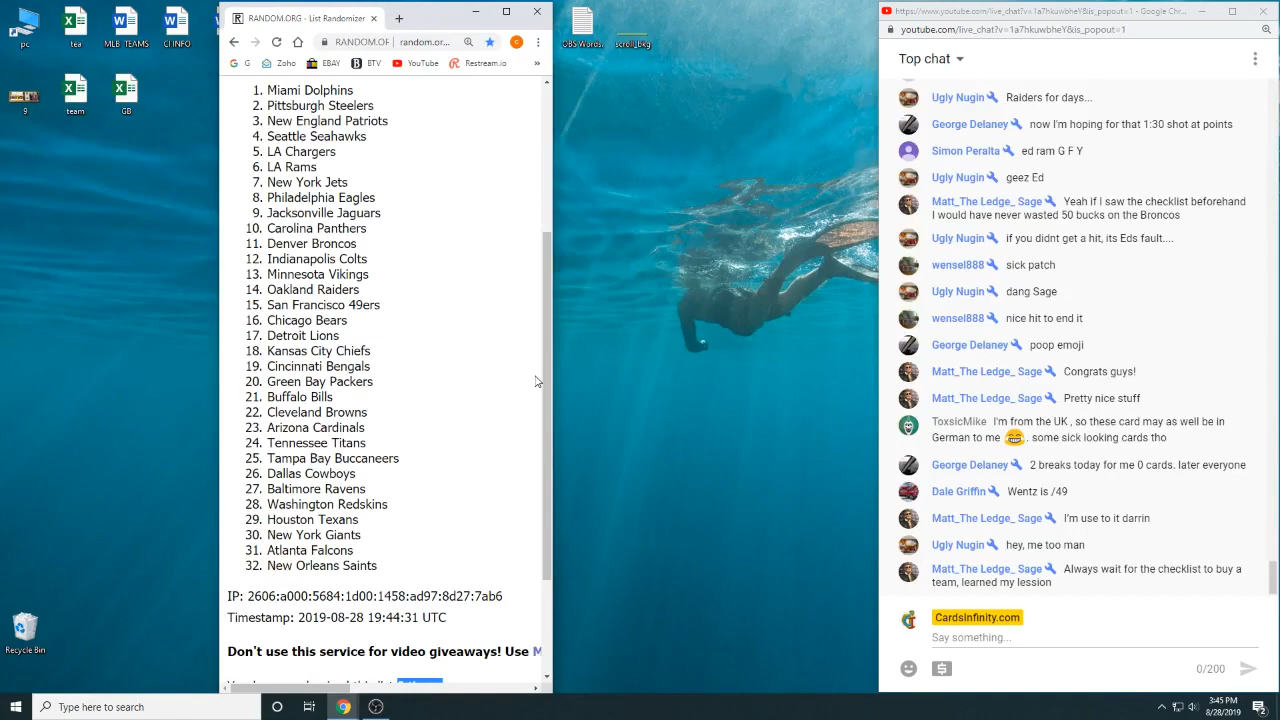 pc
tea
MLB_TEAMS
CI INFO
team
GB
Recycle Bin
RANDOM.ORG - List Randomizer
RANDOM.OF
random.or
G
Zoho
EBAY
BTV
YouTube
Restream.io
1. Miami Dolphins
2. Pittsburgh Steelers
3. New England Patriots
4. Seattle Seahawks
5. LA Chargers
6. LA Rams
7. New York Jets
8. Philadelphia Eagles
9. Jacksonville Jaguars
10. Carolina Panthers
11. Denver Broncos
12. Indianapolis Colts
13. Minnesota Vikings
14. Oakland Raiders
15. San Francisco 49ers
16. Chicago Bears
17. Detroit Lions
18. Kansas City Chiefs
19. Cincinnati Bengals
20. Green Bay Packers
21. Buffalo Bills
22. Cleveland Browns
23. Arizona Cardinals
24. Tennessee Titans
25. Tampa Bay Buccaneers
26. Dallas Cowboys
27. Baltimore Ravens
28. Washington Redskins
29. Houston Texans
30. New York Giants
31. Atlanta Falcons
32. New Orleans Saints
IP: 2606:a000:5684:1d00:1458:ad97:8d27:7ab6
Timestamp: 2019-08-28 19:44:31 UTC
Don't use this service for video giveaways! Use M
OBS Words.
scroll_bkg
https://www.youtube.com/live_chat?v=1a7hkuwbheY&is_popout=1 - Google Chr...
youtube.com/live_chat?v=1a7hkuwbheY&is_popout=1
Top chat
Ugly Nugin Raiders for days...
George Delaney now I'm hoping for that 1:30 shot at points
Simon Peralta ed ram G F Y
Ugly Nugin geez Ed
Matt_The Ledge_ Sage Yeah if I saw the checklist beforehand
I would have never wasted 50 bucks on the Broncos
Ugly Nugin if you didnt get a hit, its Eds fault....
wensel888 sick patch
Ugly Nugin dang Sage
wensel888 nice hit to end it
George Delaney poop emoji
Matt_The Ledge_ Sage Congrats guys!
Matt_The Ledge_ Sage Pretty nice stuff
ToxsicMike I'm from the UK , so these card may as well be in
German to me 😂 . some sick looking cards tho
George Delaney 2 breaks today for me 0 cards. later everyone
Dale Griffin Wentz is /49
Matt_The Ledge_ Sage I'm use to it darrin
Ugly Nugin hey, me too man
Matt_The Ledge_ Sage Always wait for the checklist to buy a
team, learned my lession
CardsInfinity.com
Say something...
0/200
Type here to search
3:45 PM
8/28/2019
2